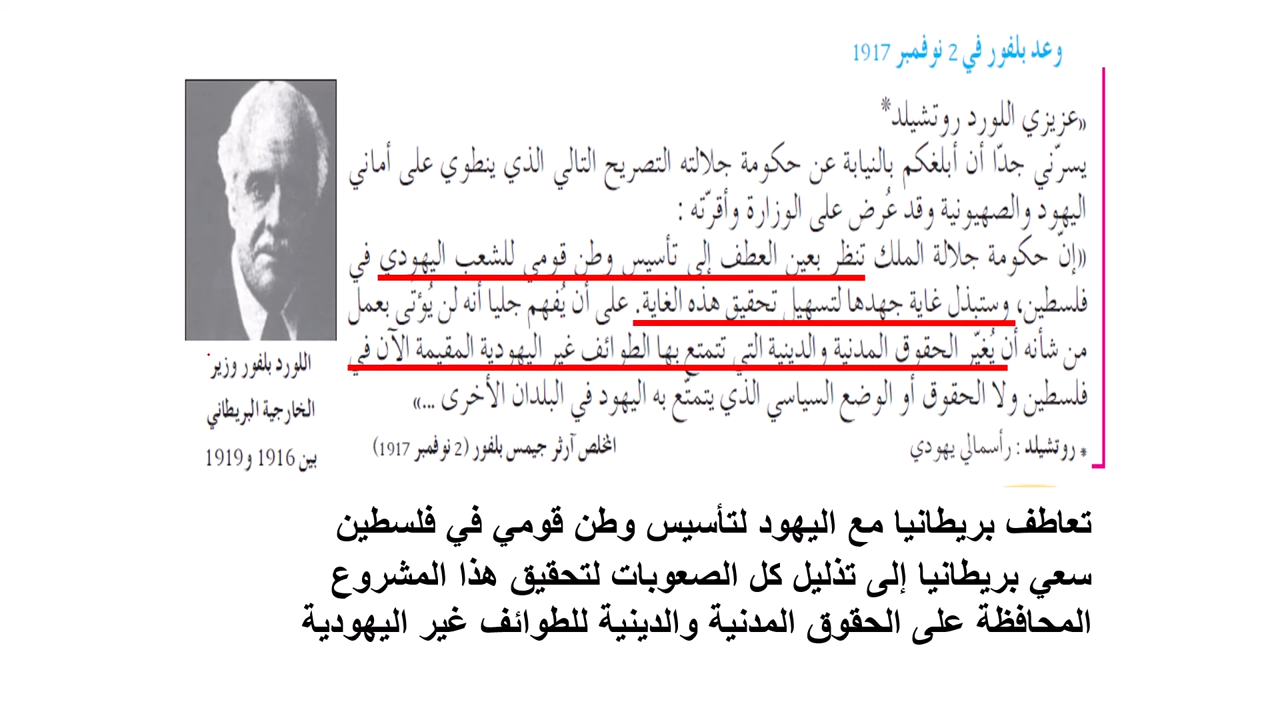 وعد بلفور في 2 نوفمبر 1917
«عزيزي اللورد روتشيلد*
يسرّني جدّا أن أبلغكم بالنيابة عن حكومة جلالته التصريح التالي الذي ينطوي على أماني
اليهود والصهيونية وقد عُرض على الوزارة وأقرّته :
«إنّ حكومة جلالة الملك تنظر بعين العطف إلى تأسيس وطن قومي للشعب اليهودي في
فلسطين، وستبذل غاية جهدها لتسهيل تحقيق هذه الغاية. على أن يُفهم جليا أنه لن يُؤتى بعمل
من شأنه أن يُغيّر الحقوق المدنية والدينية التي تتمتع بها الطوائف غير اليهودية المقيمة الآن في
فلسطين ولا الحقوق أو الوضع السياسي الذي يتمتّع به اليهود في البلدان الأخرى ...»
* روتشيلد : رأسمالي يهودي
المخلص آرثر جيمس بلفور (2 نوفمبر 1917)
اللورد بلفور وزير
الخارجية البريطاني
بين 1916 و1919
تعاطف بريطانيا مع اليهود لتأسيس وطن قومي في فلسطين
سعي بريطانيا إلى تذليل كل الصعوبات لتحقيق هذا المشروع
المحافظة على الحقوق المدنية والدينية للطوائف غير اليهودية